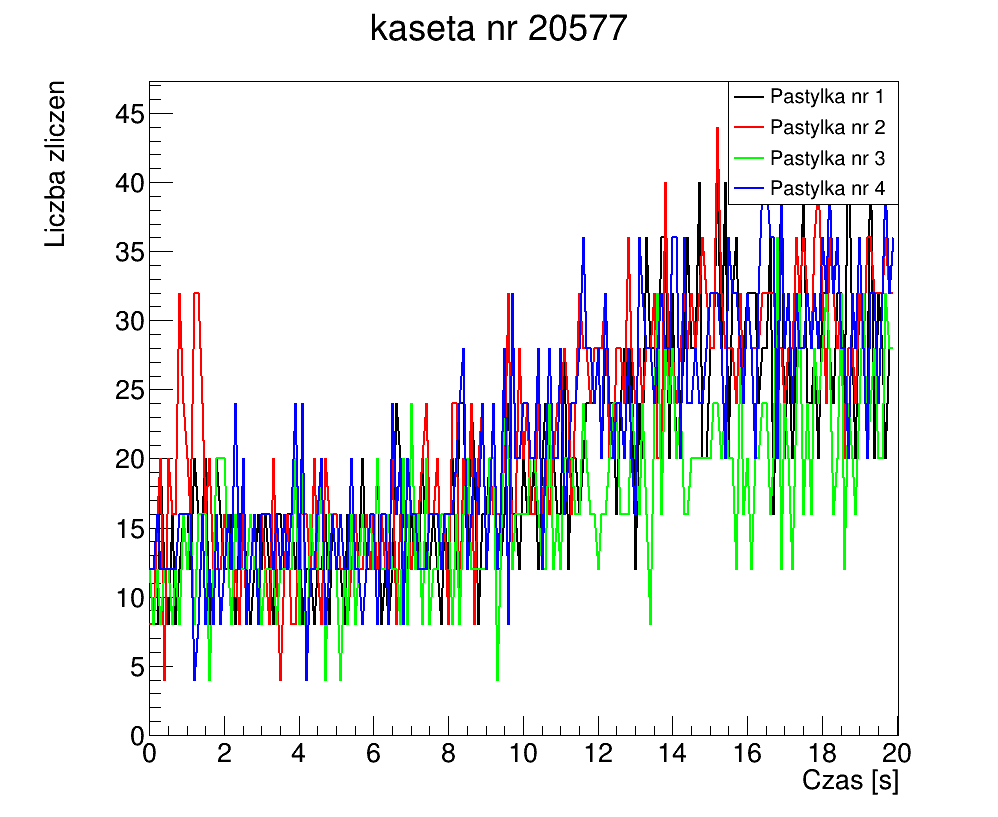 kaseta nr 20577
Liczba zliczen
45
40
35
30
25
20
15
10
5
0
Pastylka nr 1
Pastylka nr 2
Pastylka nr 3
Pastylka nr 4
0 2 4 6 8 10 12 14 16 18 20
Czas [s]